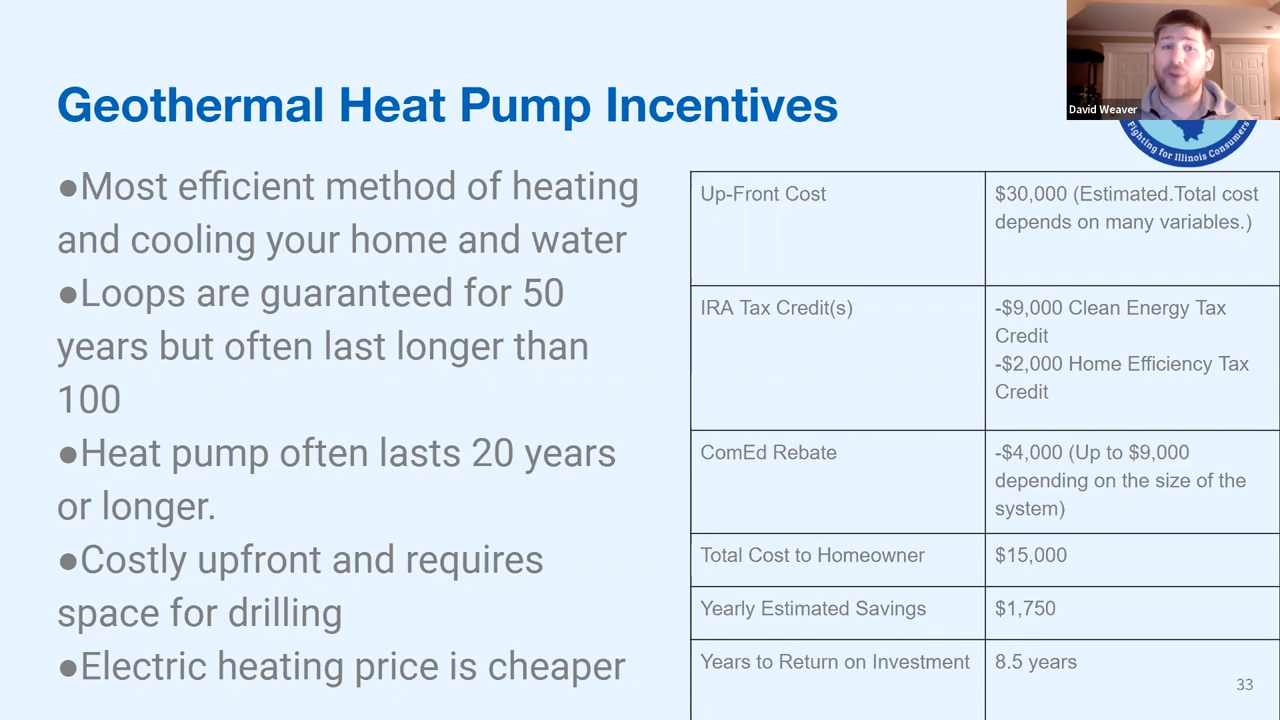 Geothermal Heat Pump Incentives
David Weaver
Fighting for Illinois Consumers
●Most efficient method of heating
and cooling your home and water
●Loops are guaranteed for 50
years but often last longer than
100
●Heat pump often lasts 20 years
or longer.
●Costly upfront and requires
space for drilling
●Electric heating price is cheaper
Up-Front Cost
$30,000 (Estimated.Total cost
depends on many variables.)
IRA Tax Credit(s)
-$9,000 Clean Energy Tax
Credit
-$2,000 Home Efficiency Tax
Credit
ComEd Rebate
-$4,000 (Up to $9,000
depending on the size of the
system)
Total Cost to Homeowner
$15,000
Yearly Estimated Savings
$1,750
Years to Return on Investment
8.5 years
33